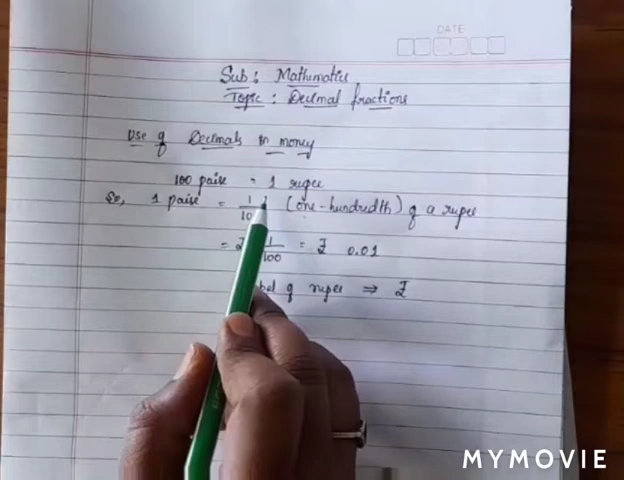 DATE
Sub: Mathematics
Topic: Decimal fractions
Use of Decimals in money
100 paise = 1 rupee
So, 1 paise = 1/10 (one-hundredth) of a rupee
= ₹ 1/100 = ₹ 0.01
of rupee ⇒ ₹
MYMOVIE